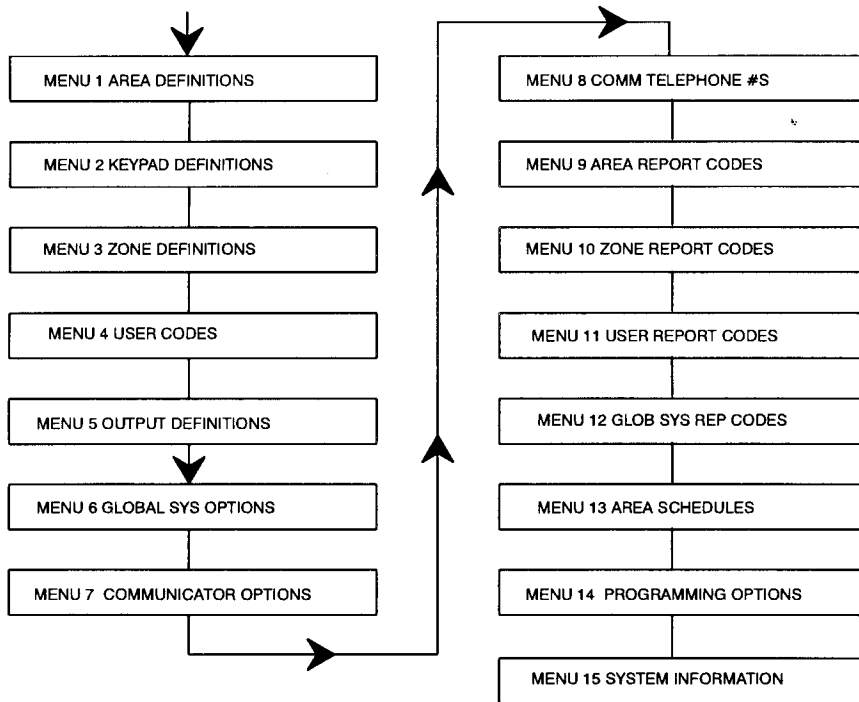 MENU 1 AREA DEFINITIONS
MENU 2 KEYPAD DEFINITIONS
MENU 3 ZONE DEFINITIONS
MENU 4 USER CODES
MENU 5 OUTPUT DEFINITIONS
MENU 6 GLOBAL SYS OPTIONS
MENU 7 COMMUNICATOR OPTIONS
MENU 8 COMM TELEPHONE #S
MENU 9 AREA REPORT CODES
MENU 10 ZONE REPORT CODES
MENU 11 USER REPORT CODES
MENU 12 GLOB SYS REP CODES
MENU 13 AREA SCHEDULES
MENU 14 PROGRAMMING OPTIONS
MENU 15 SYSTEM INFORMATION